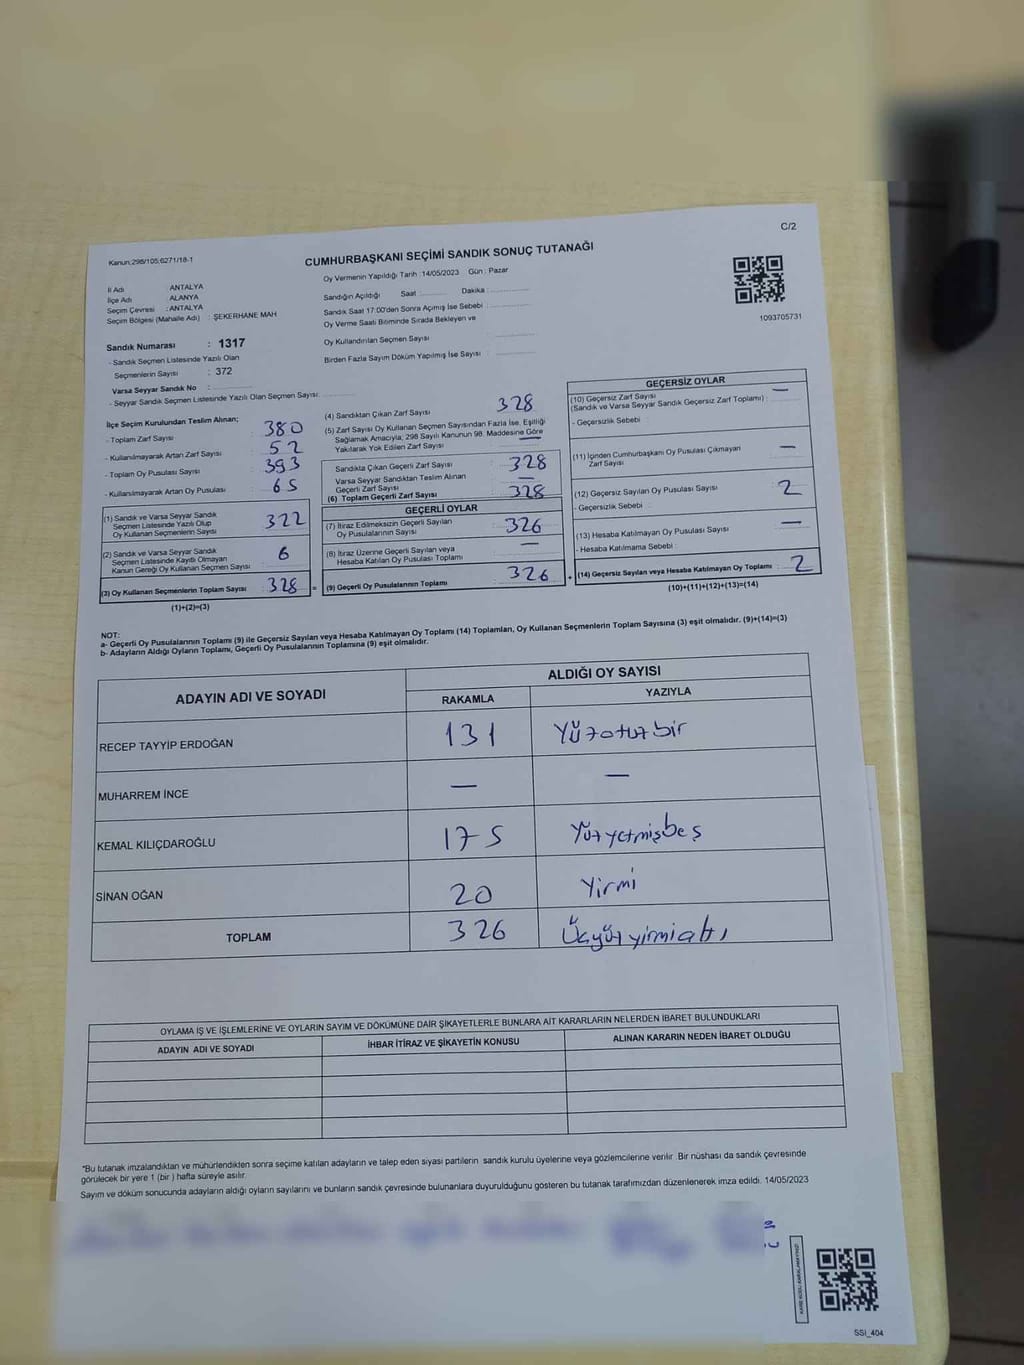 C/2
Kanun:298/105;6271/18-1
CUMHURBAŞKANI SEÇİMİ SANDIK SONUÇ TUTANAĞI
Oy Vermenin Yapıldığı Tarih :14/05/2023 Gün : Pazar
İl Adı : ANTALYA
İlçe Adı : ALANYA
Seçim Çevresi : ANTALYA
Seçim Bölgesi (Mahalle Adı) : ŞEKERHANE MAH.
Sandık Numarası : 1317
- Sandık Seçmen Listesinde Yazılı Olan
Seçmenlerin Sayısı : 372
Varsa Seyyar Sandık No :
- Seyyar Sandık Seçmen Listesinde Yazılı Olan Seçmen Sayısı:
Sandığın Açıldığı Saat : Dakika :
Sandık Saat 17:00'den Sonra Açımış İse Sebebi :
Oy Verme Saati Bitiminde Sırada Bekleyen ve
Oy Kullandırılan Seçmen Sayısı :
Birden Fazla Sayım Döküm Yapılmış İse Sayısı :
1093705731
İlçe Seçim Kurulundan Teslim Alınan;
- Toplam Zarf Sayısı : 380
- Kullanılmayarak Artan Zarf Sayısı : 52
- Toplam Oy Pusulası Sayısı : 393
- Kullanılmayarak Artan Oy Pusulası : 65
(1) Sandık ve Varsa Seyyar Sandık
Seçmen Listesinde Yazılı Olup
Oy Kullanan Seçmenlerin Sayısı : 322
(2) Sandık ve Varsa Seyyar Sandık
Seçmen Listesinde Kayıtlı Olmayan
Kanun Gereği Oy Kullanan Seçmen Sayısı : 6
(3) Oy Kullanan Seçmenlerin Toplam Sayısı : 328
(1)+(2)=(3)
(4) Sandıktan Çıkan Zarf Sayısı : 328
(5) Zarf Sayısı Oy Kullanan Seçmen Sayısından Fazla İse, Eşitliği
Sağlamak Amacıyla; 298 Sayılı Kanunun 98. Maddesine Göre
Yakılarak Yok Edilen Zarf Sayısı : —
Sandıkta Çıkan Geçerli Zarf Sayısı : 328
Varsa Seyyar Sandıktan Teslim Alınan
Geçerli Zarf Sayısı : —
(6) Toplam Geçerli Zarf Sayısı : 328
GEÇERLİ OYLAR
(7) İtiraz Edilmeksizin Geçerli Sayılan
Oy Pusulasının Sayısı : 326
(8) İtiraz Üzerine Geçerli Sayılan veya
Hesaba Katılan Oy Pusulası Toplamı : —
= (9) Geçerli Oy Pusulalarının Toplamı : 326
GEÇERSİZ OYLAR
(10) Geçersiz Zarf Sayısı
(Sandık ve Varsa Seyyar Sandık Geçersiz Zarf Toplamı) : —
- Geçersizlik Sebebi
(11) İçinden Cumhurbaşkanı Oy Pusulası Çıkmayan
Zarf Sayısı : —
(12) Geçersiz Sayılan Oy Pusulası Sayısı : 2
- Geçersizlik Sebebi :
(13) Hesaba Katılmayan Oy Pusulası Sayısı : —
- Hesaba Katılmama Sebebi :
+ (14) Geçersiz Sayılan veya Hesaba Katılmayan Oy Toplamı : 2
(10)+(11)+(12)+(13)=(14)
NOT:
a- Geçerli Oy Pusulalarının Toplamı (9) ile Geçersiz Sayılan veya Hesaba Katılmayan Oy Toplamı (14) Toplamları, Oy Kullanan Seçmenlerin Toplam Sayısına (3) eşit olmalıdır. (9)+(14)=(3)
b- Adayların Aldığı Oyların Toplamı, Geçerli Oy Pusulalarının Toplamına (9) eşit olmalıdır.
ADAYIN ADI VE SOYADI
ALDIĞI OY SAYISI
RAKAMLA YAZIYLA
RECEP TAYYİP ERDOĞAN 131 Yüzotuzbir
MUHARREM İNCE — —
KEMAL KILIÇDAROĞLU 175 Yüzyetmişbeş
SİNAN OĞAN 20 Yirmi
TOPLAM 326 Üçyüzyirmialtı
OYLAMA İŞ VE İŞLEMLERİNE VE OYLARIN SAYIM VE DÖKÜMÜNE DAİR ŞİKAYETLERLE BUNLARA AİT KARARLARIN NELERDEN İBARET BULUNDUKLARI
ADAYIN ADI VE SOYADI İHBAR İTİRAZ VE ŞİKAYETİN KONUSU ALINAN KARARIN NEDEN İBARET OLDUĞU
*Bu tutanak imzalandıktan ve mühürlendikten sonra seçime katılan adayların ve talep eden siyasi partilerin sandık kurulu üyelerine veya gözlemcilerine verilir. Bir nüshası da sandık çevresinde
görülecek bir yere 1 (bir ) hafta süreyle asılır.
Sayım ve döküm sonucunda adayların aldığı oyların sayılarını ve bunların sandık çevresinde bulunanlara duyurulduğunu gösteren bu tutanak tarafımızdan düzenlenerek imza edildi. 14/05/2023
SSI_404